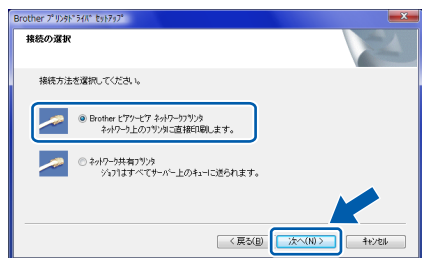 Brother ﾌﾟﾘﾝﾀﾄﾞﾗｲﾊﾞ ｾｯﾄｱｯﾌﾟ
接続の選択
接続方法を選択してください。
Brother ﾋﾟｱﾂｰﾋﾟｱ ﾈｯﾄﾜｰｸﾌﾟﾘﾝﾀ
ﾈｯﾄﾜｰｸ上のﾌﾟﾘﾝﾀに直接印刷します。
ﾈｯﾄﾜｰｸ共有ﾌﾟﾘﾝﾀ
ｼﾞｮﾌﾞはすべてｻｰﾊﾞｰ上のｷｭｰに送られます。
< 戻る(B) 次へ(N) > ｷｬﾝｾﾙ